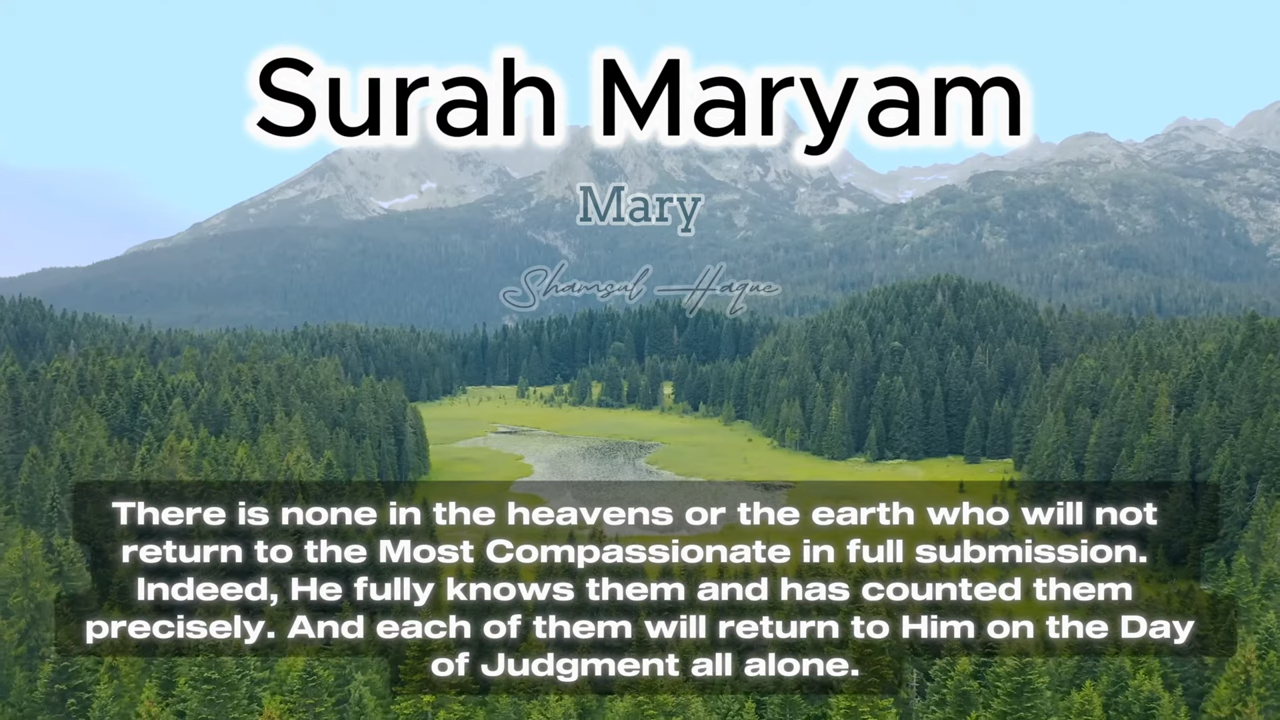 Surah Maryam
Mary
Shamsul Haque
There is none in the heavens or the earth who will not
return to the Most Compassionate in full submission.
Indeed, He fully knows them and has counted them
precisely. And each of them will return to Him on the Day
of Judgment all alone.